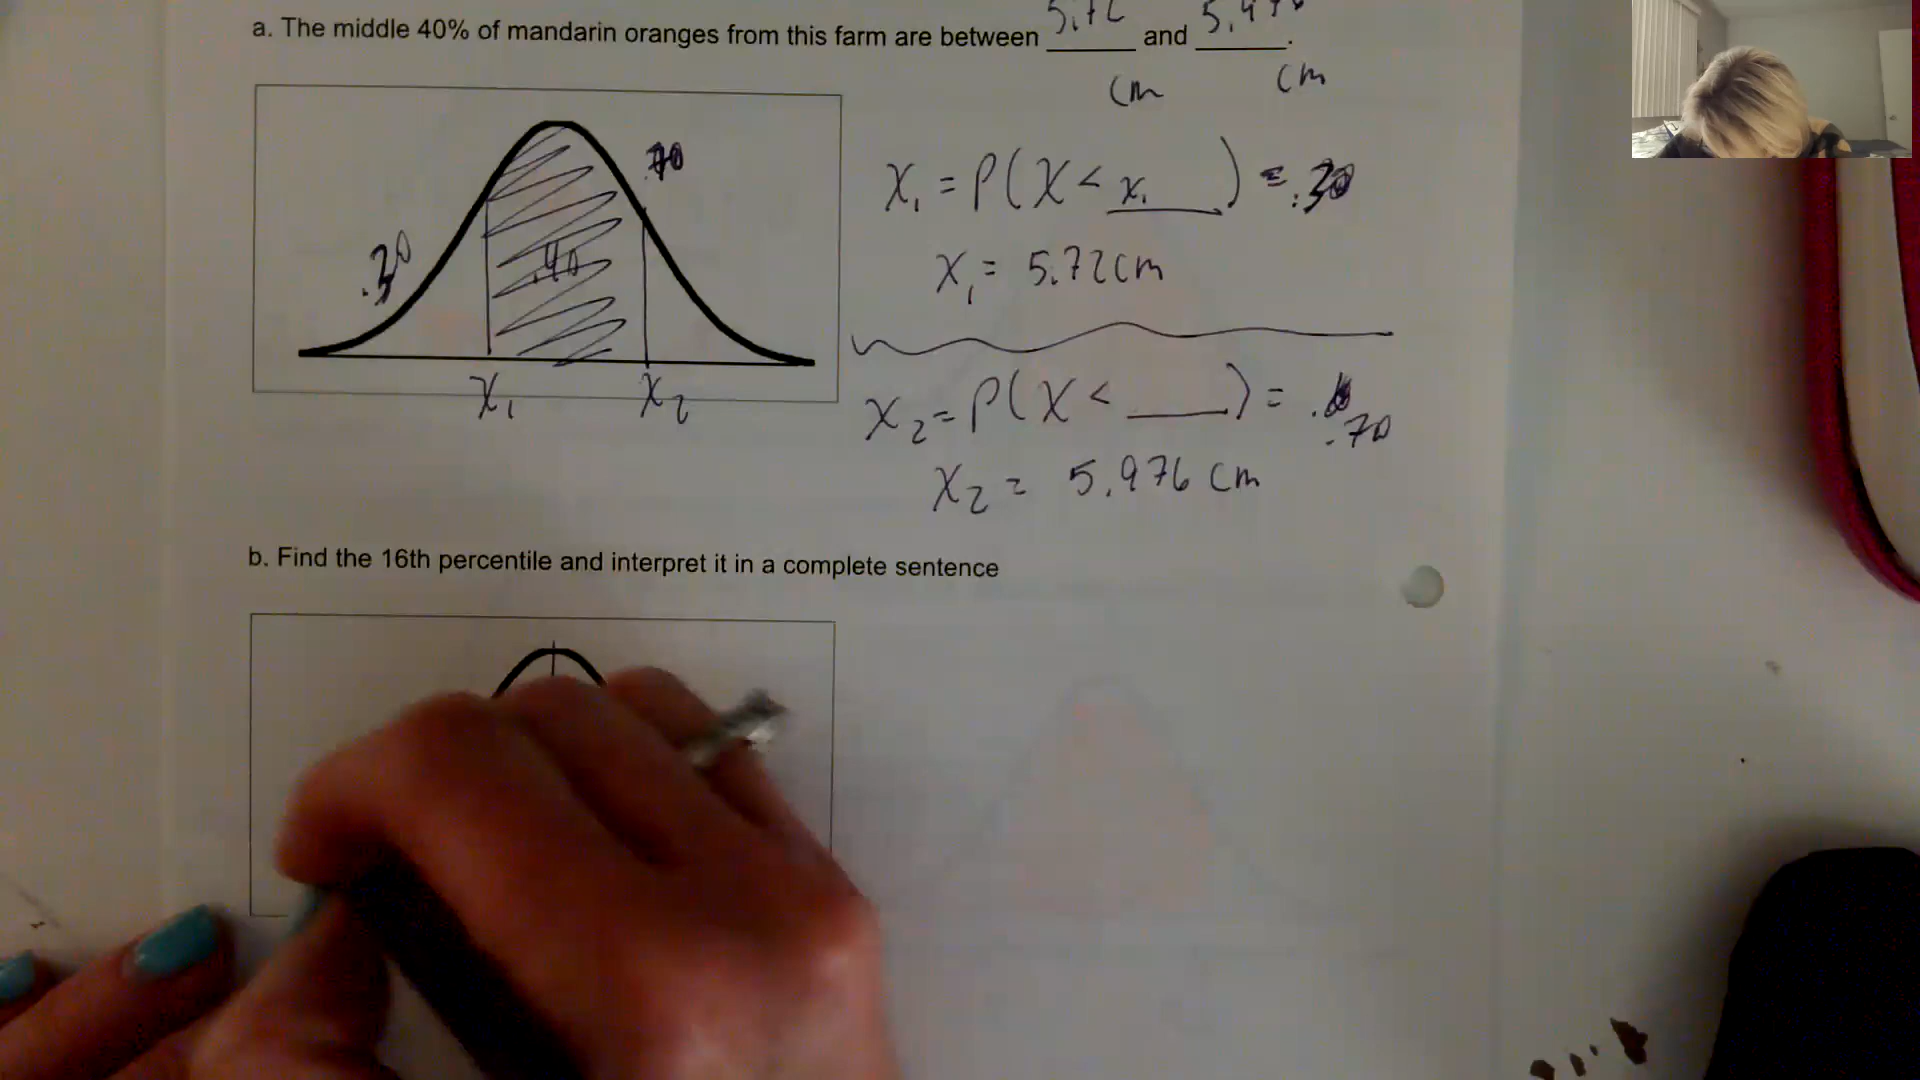 a. The middle 40% of mandarin oranges from this farm are between 5.72 and 5.976.
cm cm
.30 .40 .70
x₁ x₂
x₁ = P(X < x₁) = .30
x₁ = 5.72cm
x₂ = P(X < ____) =
.70
x₂ = 5.976 cm
b. Find the 16th percentile and interpret it in a complete sentence